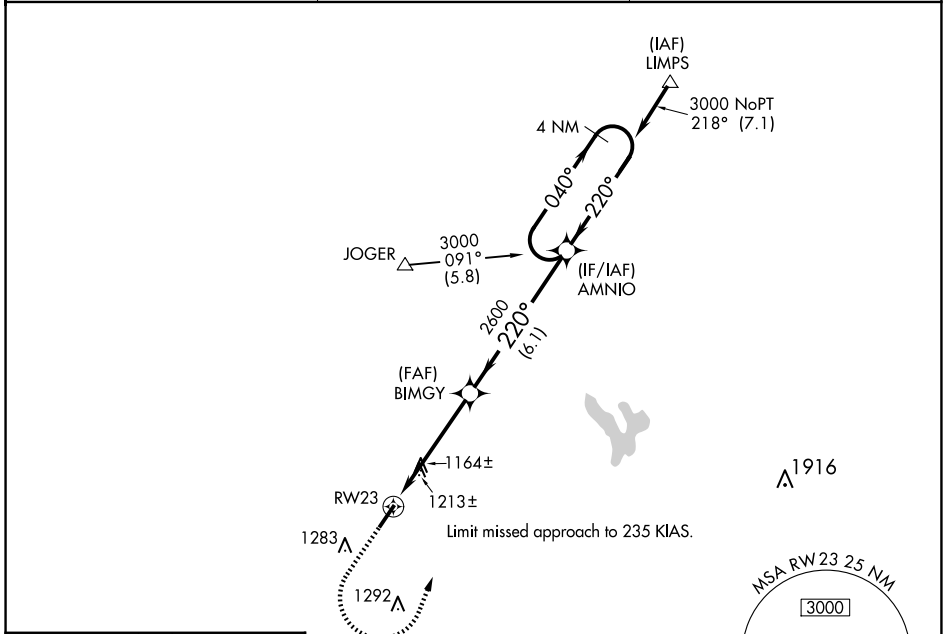 (IAF)
LIMPS
3000 NoPT
218° (7.1)
4 NM
040°
220°
JOGER
3000
091°
(5.8)
(IF/IAF)
AMNIO
2600
220°
(6.1)
(FAF)
BIMGY
1164±
1916
RW23
1213±
Limit missed approach to 235 KIAS.
1283
MSA RW23 25 NM
1292
3000